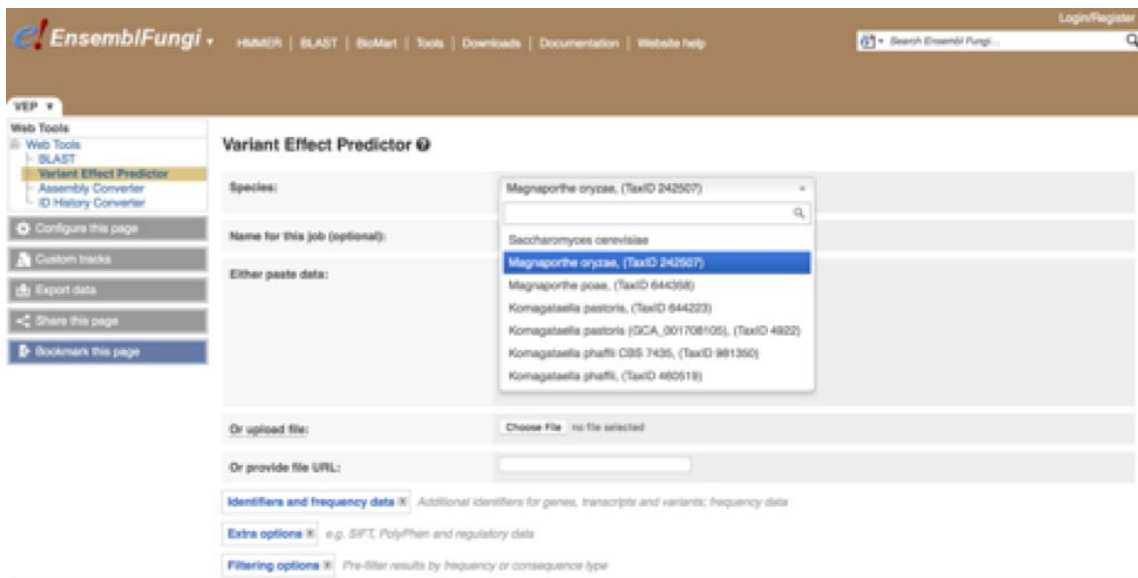 Login/Register
e! EnsemblFungi
HMMER | BLAST | BioMart | Tools | Downloads | Documentation | Website help
Search Ensembl Fungi...
VEP
Web Tools
Web Tools
BLAST
Variant Effect Predictor
Assembly Converter
ID History Converter
Configure this page
Custom tracks
Export data
Share this page
Bookmark this page
Variant Effect Predictor
Species:
Magnaporthe oryzae, (TaxID 242507)
Saccharomyces cerevisiae
Magnaporthe oryzae, (TaxID 242507)
Magnaporthe poae, (TaxID 644358)
Komagataella pastoris, (TaxID 644223)
Komagataella pastoris (GCA_001708105), (TaxID 4922)
Komagataella phaffii CBS 7435, (TaxID 981350)
Komagataella phaffii, (TaxID 460519)
Name for this job (optional):
Either paste data:
Or upload file:
Choose File no file selected
Or provide file URL:
Identifiers and frequency data Additional identifiers for genes, transcripts and variants; frequency data
Extra options e.g. SIFT, PolyPhen and regulatory data
Filtering options Pre-filter results by frequency or consequence type